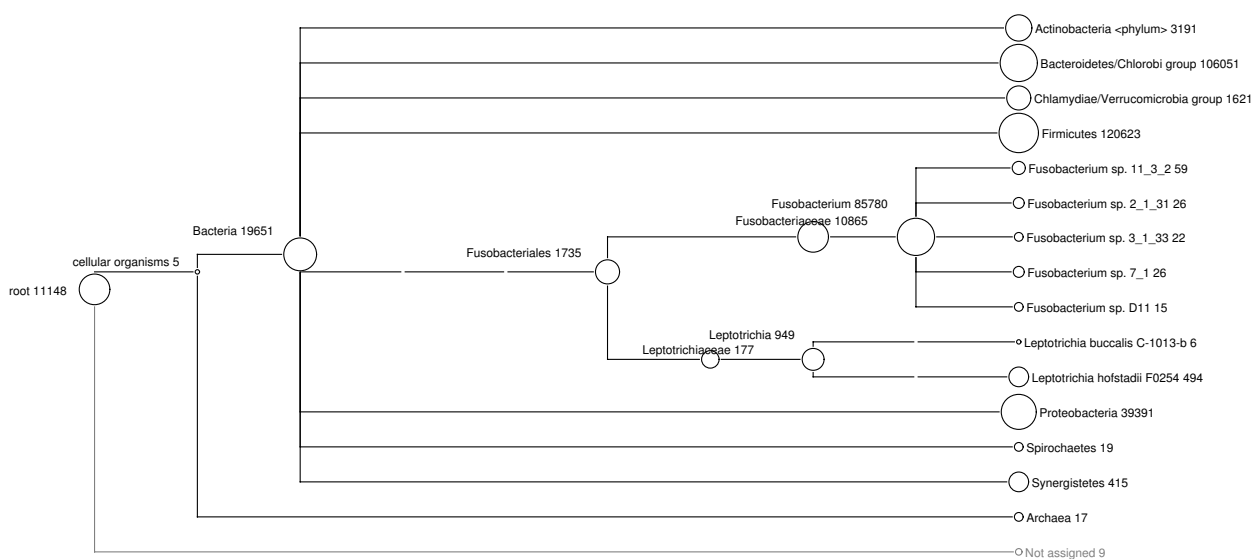 Actinobacteria <phylum> 3191
Bacteroidetes/Chlorobi group 106051
Chlamydiae/Verrucomicrobia group 1621
Firmicutes 120623
Fusobacterium sp. 11_3_2 59
Fusobacterium 85780
Fusobacterium sp. 2_1_31 26
Fusobacteriaceae 10865
Bacteria 19651
Fusobacterium sp. 3_1_33 22
Fusobacteriales 1735
cellular organisms 5
Fusobacterium sp. 7_1 26
root 11148
Fusobacterium sp. D11 15
Leptotrichia 949
Leptotrichia buccalis C-1013-b 6
Leptotrichiaceae 177
Leptotrichia hofstadii F0254 494
Proteobacteria 39391
Spirochaetes 19
Synergistetes 415
Archaea 17
Not assigned 9